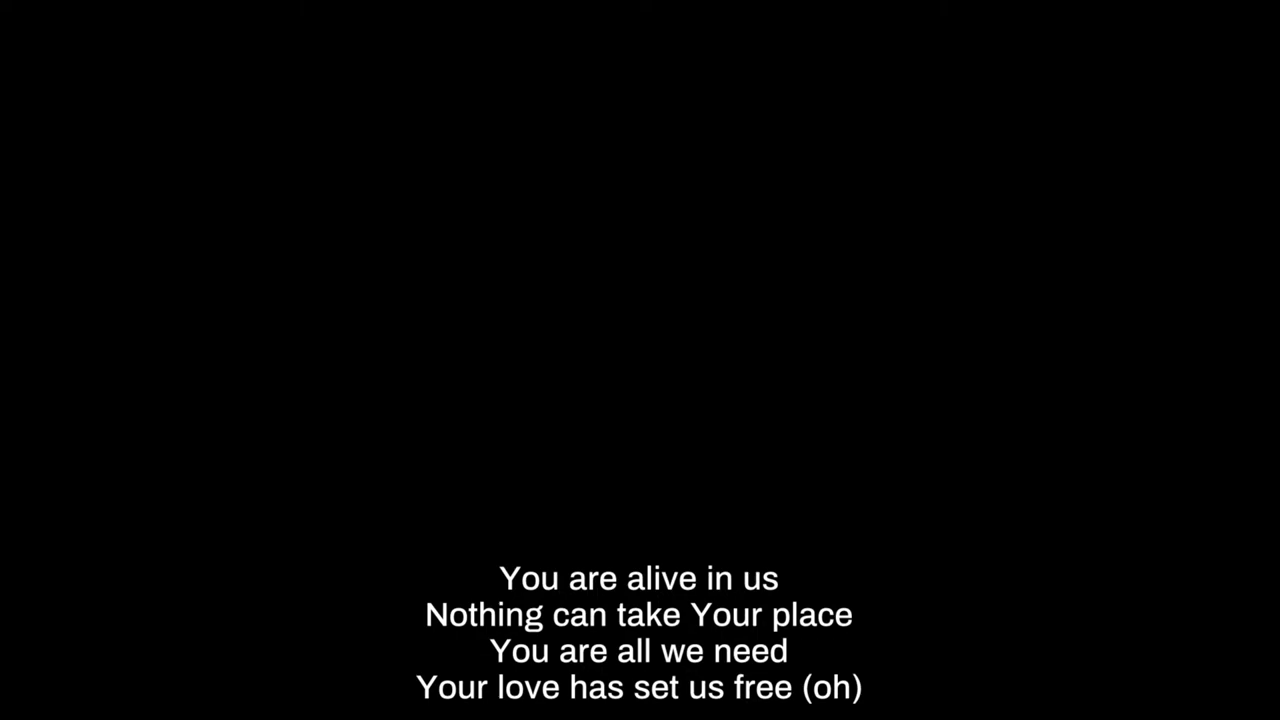 You are alive in us
Nothing can take Your place
You are all we need
Your love has set us free (oh)